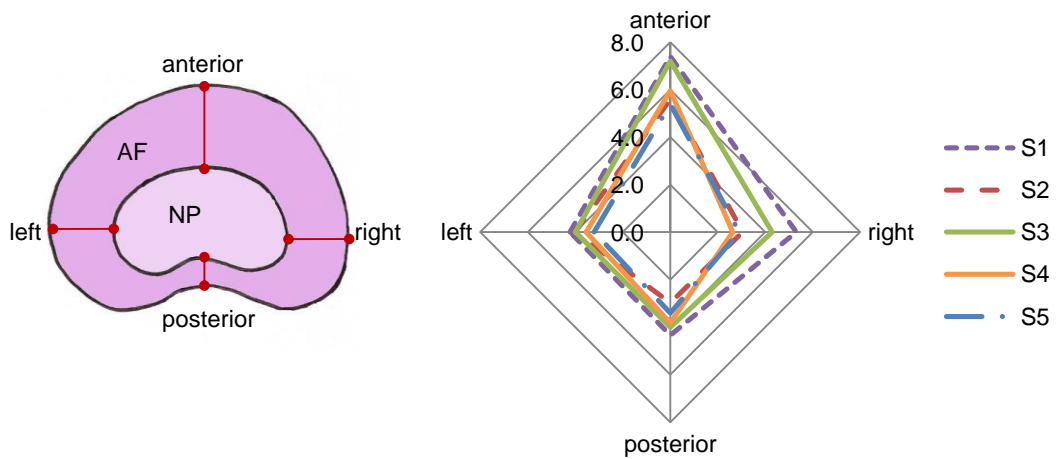 anterior
AF
NP
left
right
posterior
anterior
8.0
6.0
4.0
2.0
0.0
left
right
posterior
S1
S2
S3
S4
S5